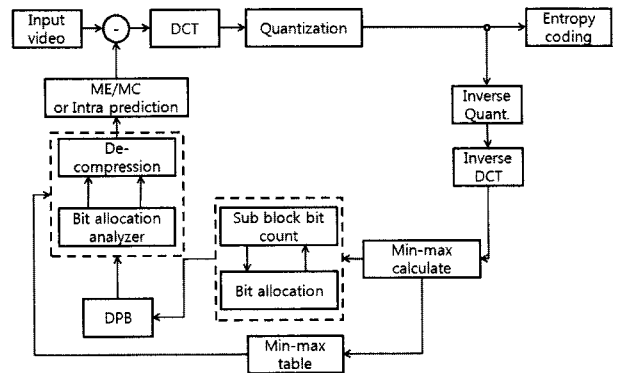 Input
video
-
DCT
Quantization
Entropy
coding
ME/MC
or Intra prediction
Inverse
Quant.
De-
compression
Inverse
DCT
Bit allocation
analyzer
Sub block bit
count
Min-max
calculate
Bit allocation
DPB
Min-max
table